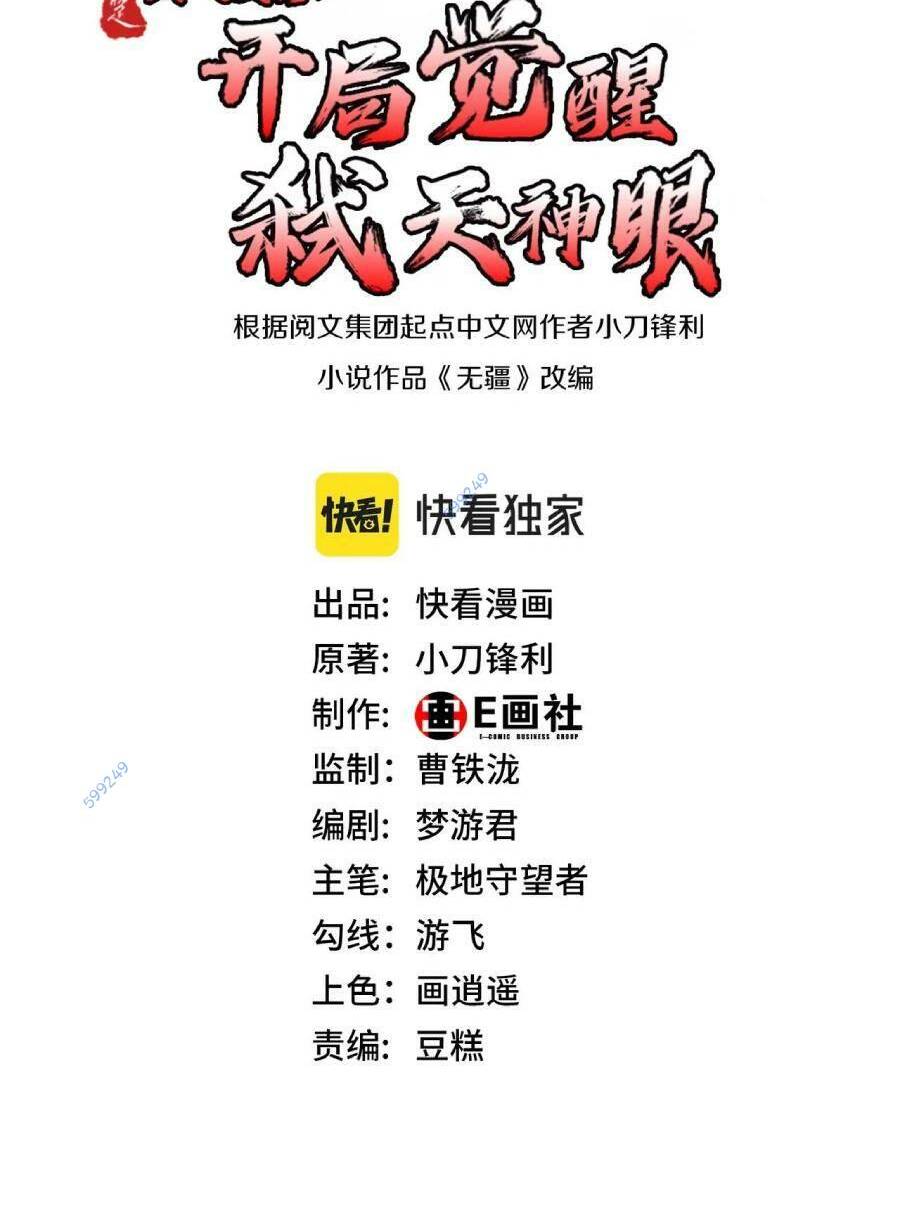 开局觉醒
弑天神眼
根据阅文集团起点中文网作者小刀锋利
小说作品《无疆》改编
快看! 快看独家
599249
出品: 快看漫画
原著: 小刀锋利
制作: 画 E画社
E-COMIC BUSINESS GROUP
监制: 曹铁泷
599249
编剧: 梦游君
主笔: 极地守望者
勾线: 游飞
上色: 画逍遥
责编: 豆糕